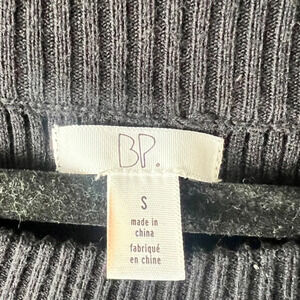 BP.
S
made in
china
fabriqué
en chine